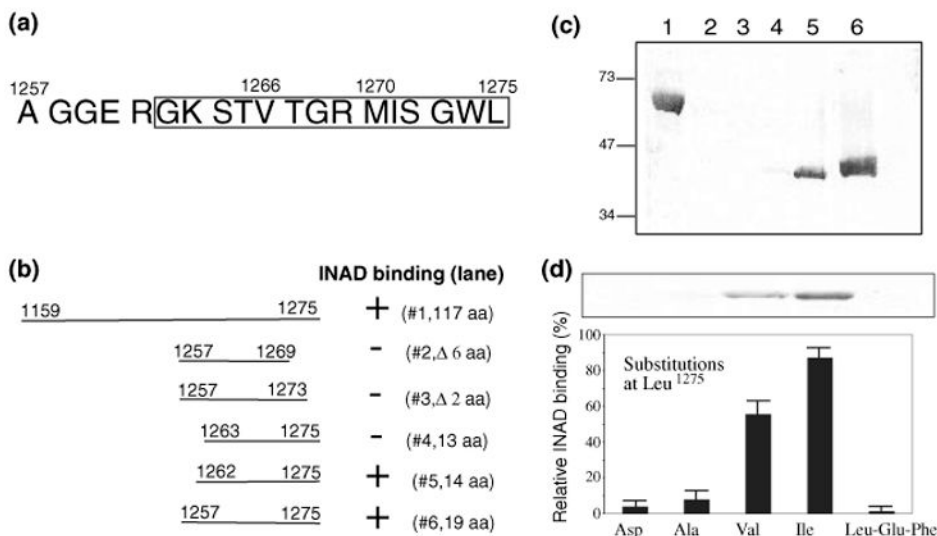 (a)
1257 1266 1270 1275
A GGE R GK STV TGR MIS GWL
(b)
INAD binding (lane)
1159 1275 + (#1,117 aa)
1257 1269 - (#2,Δ 6 aa)
1257 1273 - (#3,Δ 2 aa)
1263 1275 - (#4,13 aa)
1262 1275 + (#5,14 aa)
1257 1275 + (#6,19 aa)
(c)
1 2 3 4 5 6
73
47
34
(d)
Relative INAD binding (%)
100
80
60
40
20
0
Substitutions
at Leu 1275
Asp Ala Val Ile Leu-Glu-Phe